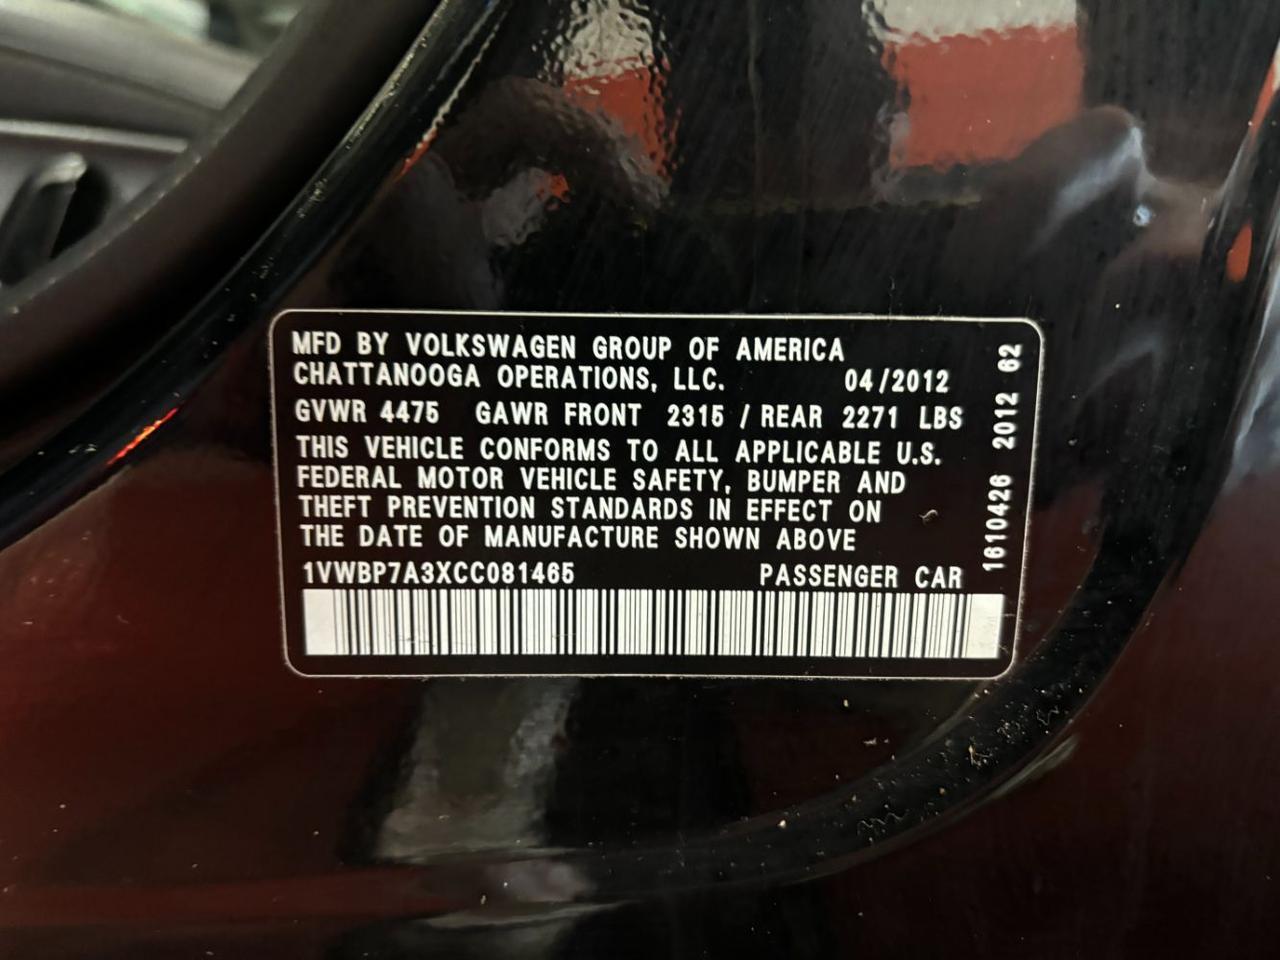 MFD BY VOLKSWAGEN GROUP OF AMERICA
CHATTANOOGA OPERATIONS, LLC. 04/2012
GVWR 4475 GAWR FRONT 2315 / REAR 2271 LBS
THIS VEHICLE CONFORMS TO ALL APPLICABLE U.S.
FEDERAL MOTOR VEHICLE SAFETY, BUMPER AND
THEFT PREVENTION STANDARDS IN EFFECT ON
THE DATE OF MANUFACTURE SHOWN ABOVE
1VWBP7A3XCC081465 PASSENGER CAR
1610426 2012 62